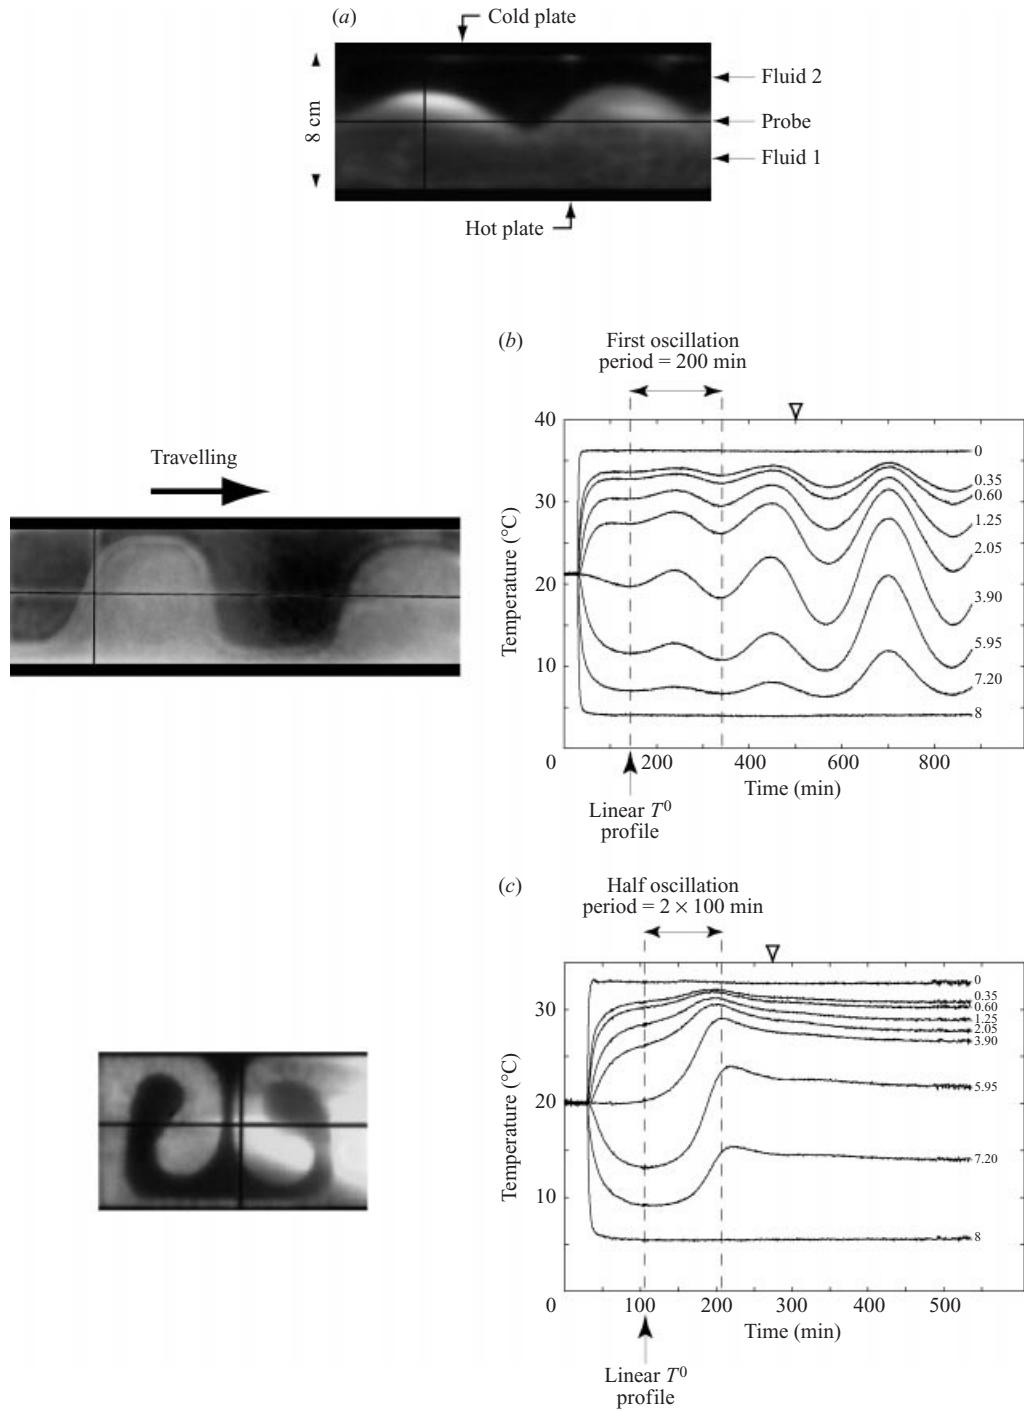 (a)
Cold plate
8 cm
Fluid 2
Probe
Fluid 1
Hot plate
Travelling
(b)
First oscillation
period = 200 min
40
30
20
10
0
200
400
600
800
Temperature (°C)
Time (min)
0
0.35
0.60
1.25
2.05
3.90
5.95
7.20
8
Linear T⁰
profile
(c)
Half oscillation
period = 2 × 100 min
30
20
10
0
100
200
300
400
500
Temperature (°C)
Time (min)
0
0.35
0.60
1.25
2.05
3.90
5.95
7.20
8
Linear T⁰
profile